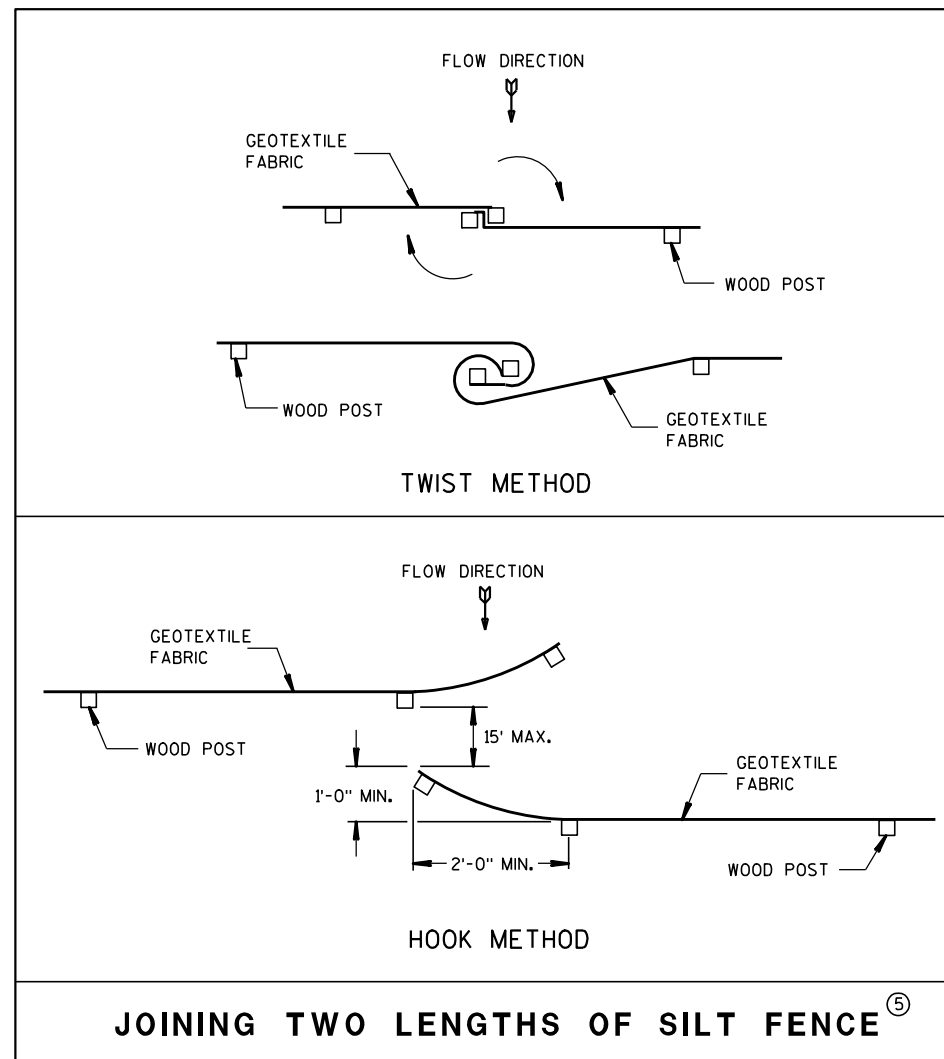 FLOW DIRECTION
GEOTEXTILE
FABRIC
WOOD POST
WOOD POST
GEOTEXTILE
FABRIC
TWIST METHOD
FLOW DIRECTION
GEOTEXTILE
FABRIC
WOOD POST
15' MAX.
GEOTEXTILE
FABRIC
1'-0" MIN.
2'-0" MIN.
WOOD POST
HOOK METHOD
JOINING TWO LENGTHS OF SILT FENCE ⑤